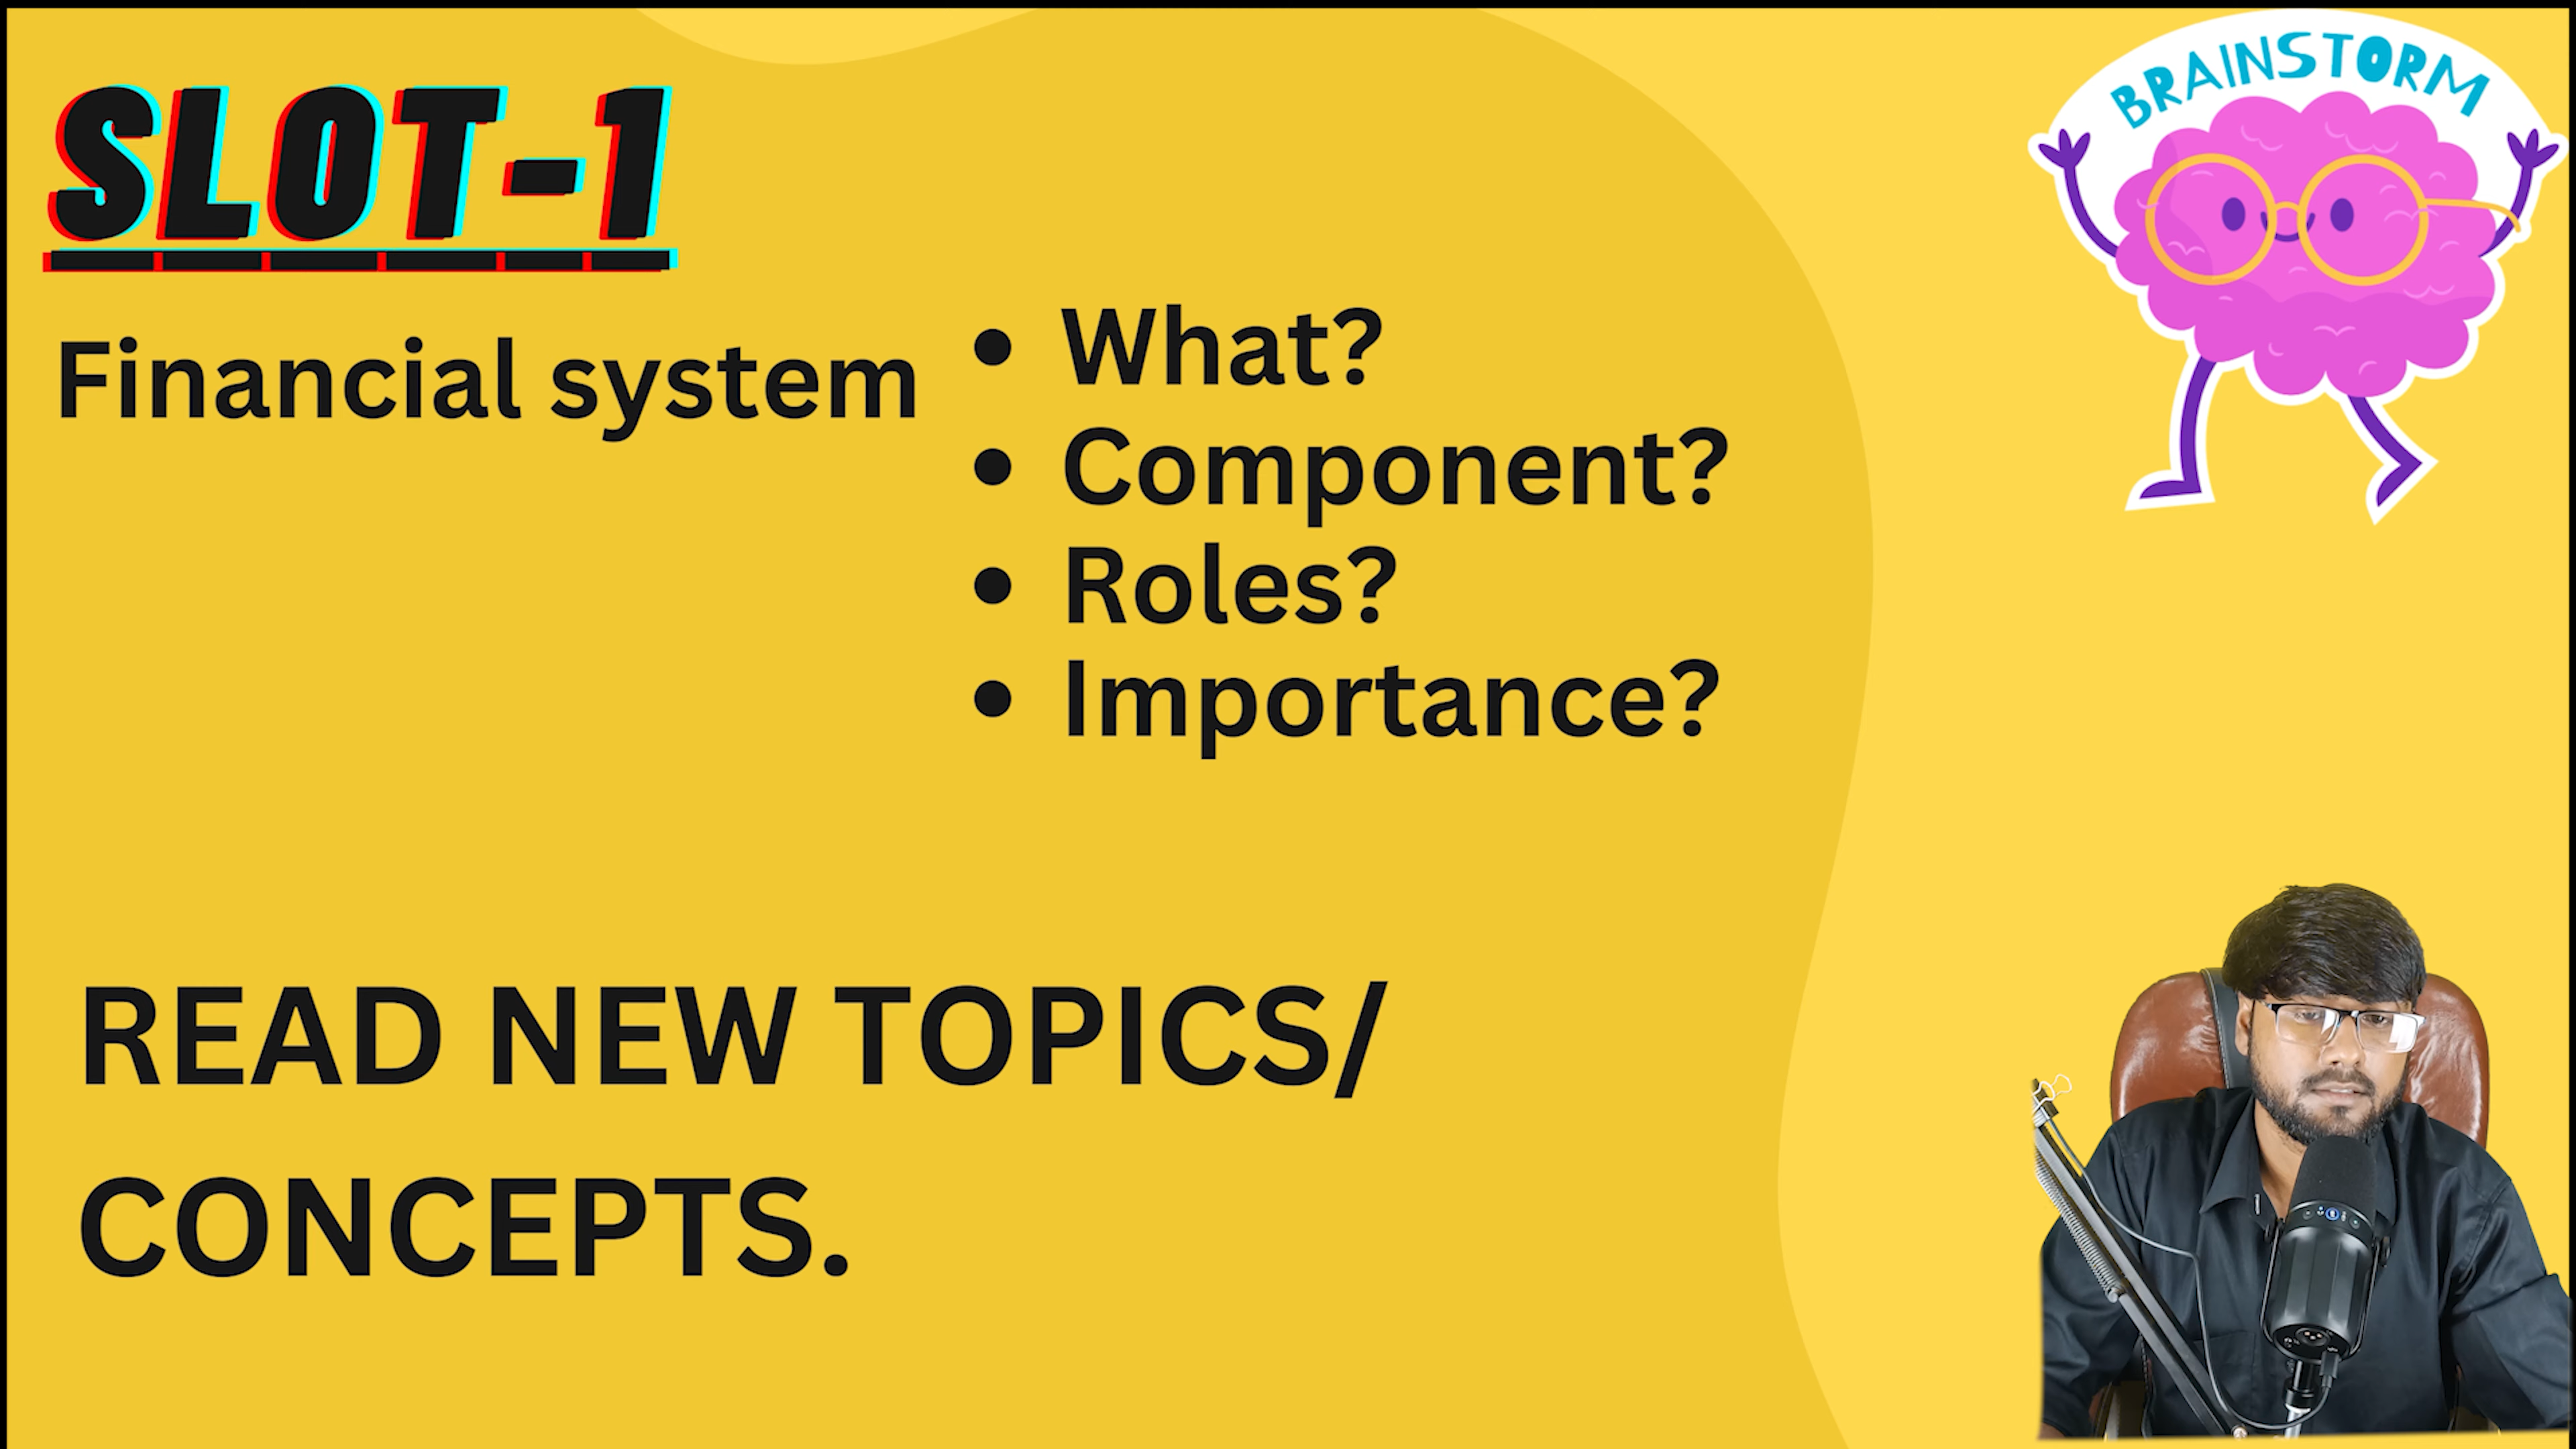 BRAINSTORM
SLOT-1
Financial system
• What?
• Component?
• Roles?
• Importance?
READ NEW TOPICS/
CONCEPTS.